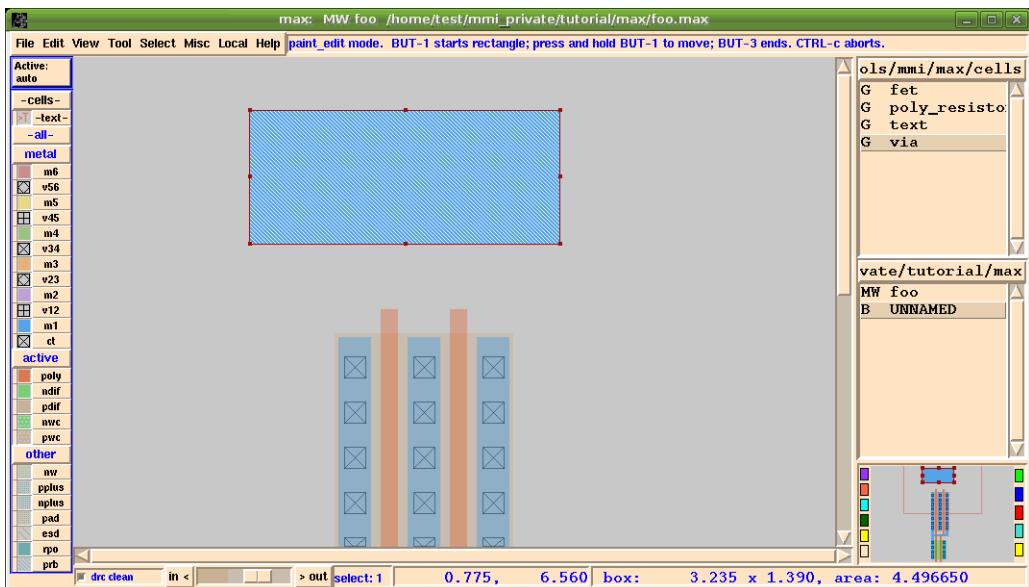 max: MW foo /home/test/mmi_private/tutorial/max/foo.max
File Edit View Tool Select Misc Local Help paint_edit mode. BUT-1 starts rectangle; press and hold BUT-1 to move; BUT-3 ends. CTRL-c aborts.
Active:
auto
-cells-
>T -text-
-all-
metal
m6
v56
m5
v45
m4
v34
m3
v23
m2
v12
m1
ct
active
poly
ndif
pdif
nwc
pwc
other
nw
pplus
nplus
pad
esd
rpo
prb
ols/mmi/max/cells
G fet
G poly_resisto
G text
G via
vate/tutorial/max
MW foo
B UNNAMED
drc clean in < > out select: 1 0.775, 6.560 box: 3.235 x 1.390, area: 4.496650